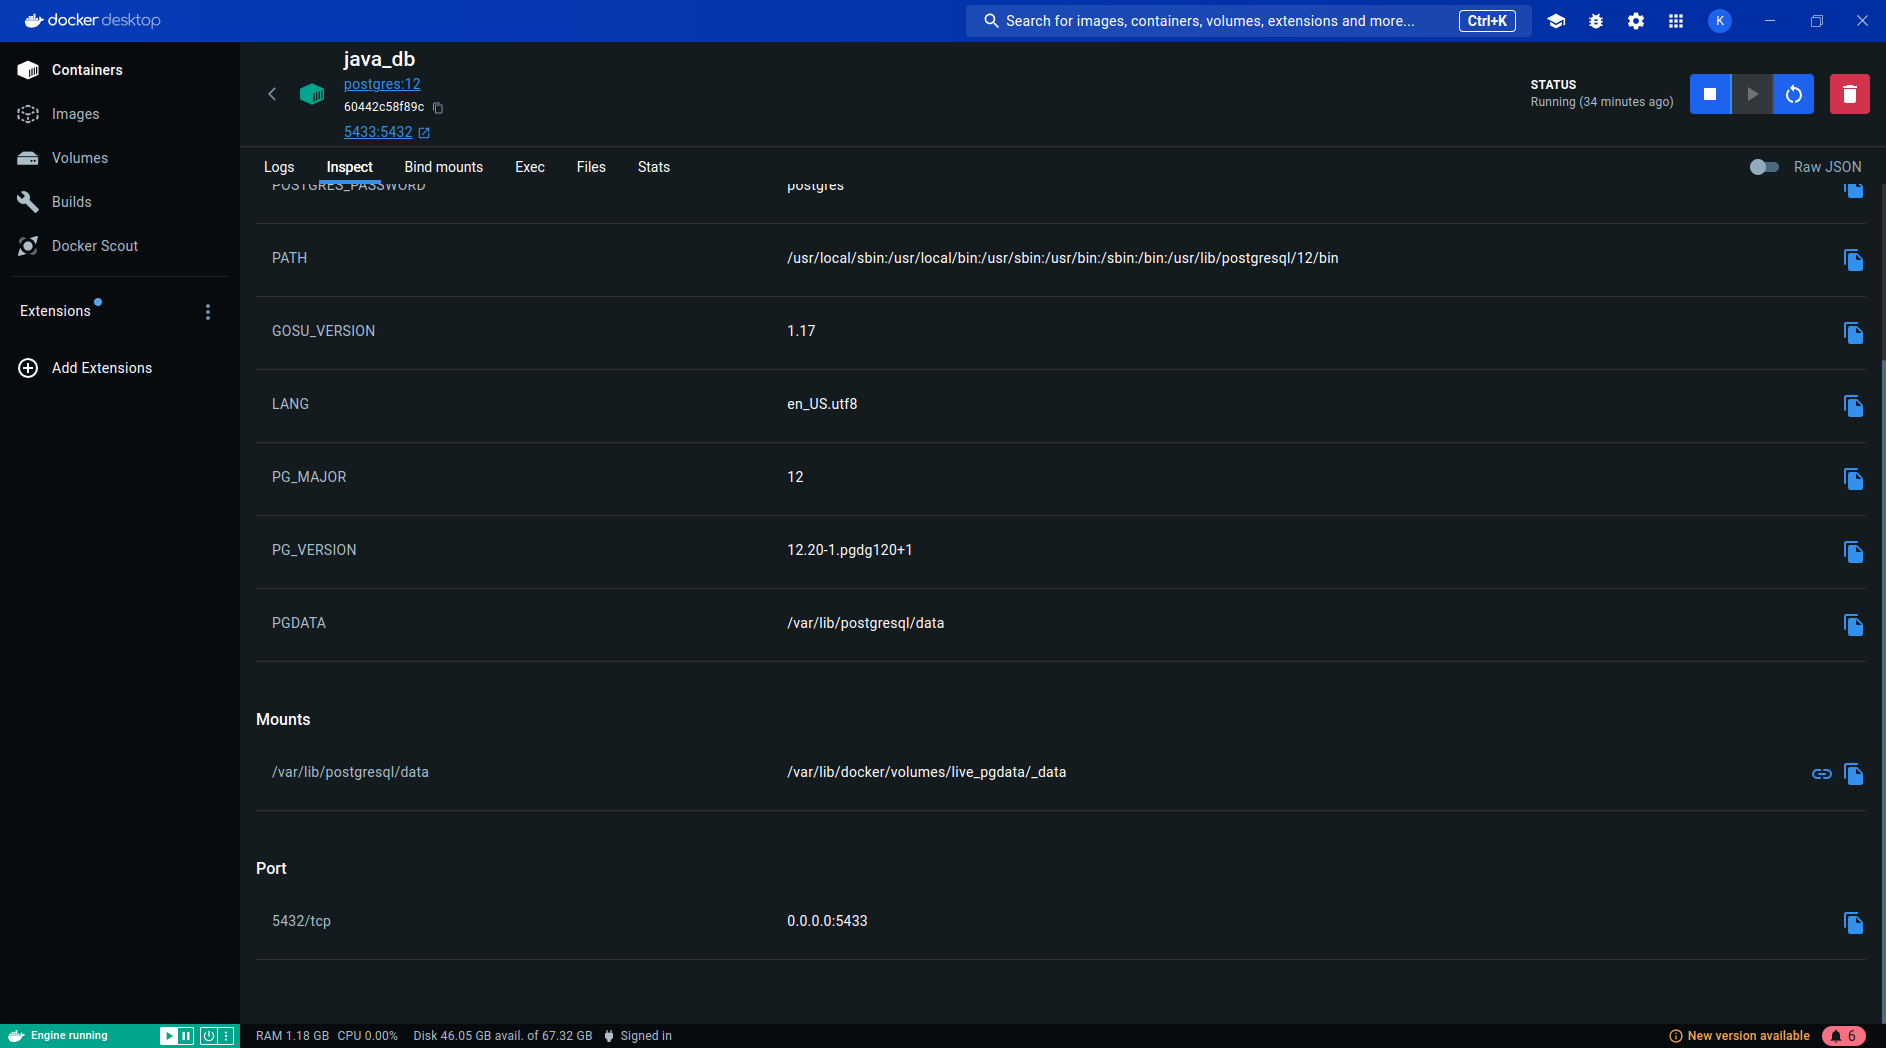 docker desktop
Search for images, containers, volumes, extensions and more...
Ctrl+K
K
Containers
Images
Volumes
Builds
Docker Scout
Extensions
Add Extensions
java_db
postgres:12
60442c58f89c
5433:5432
STATUS
Running (34 minutes ago)
Logs Inspect Bind mounts Exec Files Stats
Raw JSON
POSTGRES_PASSWORD postgres
PATH /usr/local/sbin:/usr/local/bin:/usr/sbin:/usr/bin:/sbin:/bin:/usr/lib/postgresql/12/bin
GOSU_VERSION 1.17
LANG en_US.utf8
PG_MAJOR 12
PG_VERSION 12.20-1.pgdg120+1
PGDATA /var/lib/postgresql/data
Mounts
/var/lib/postgresql/data /var/lib/docker/volumes/live_pgdata/_data
Port
5432/tcp 0.0.0.0:5433
Engine running
RAM 1.18 GB CPU 0.00% Disk 46.05 GB avail. of 67.32 GB Signed in
New version available
6